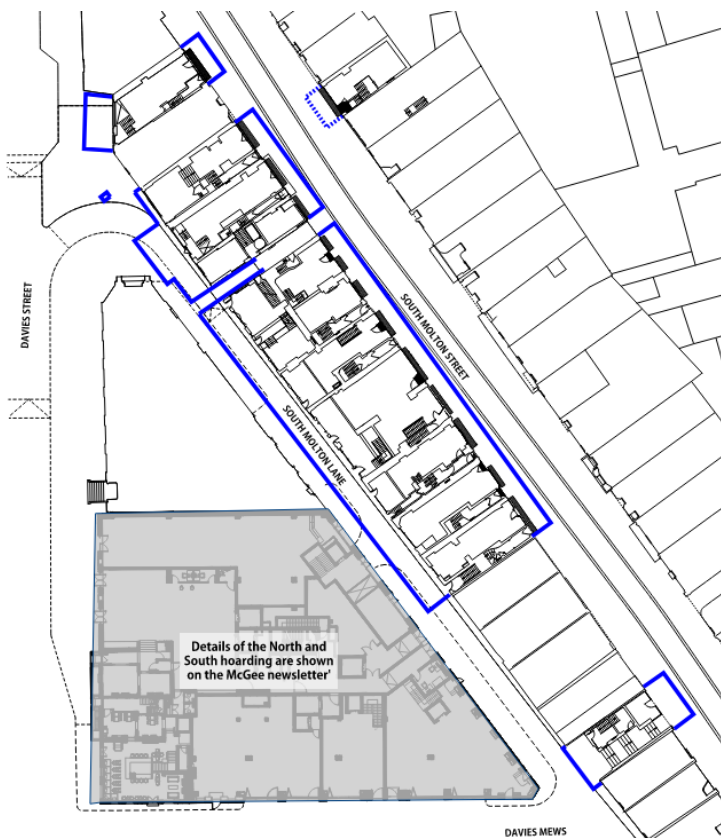 SOUTH MOLTON STREET
DAVIES STREET
SOUTH MOLTON LANE
Details of the North and
South hoarding are shown
on the McGee newsletter'
DAVIES MEWS